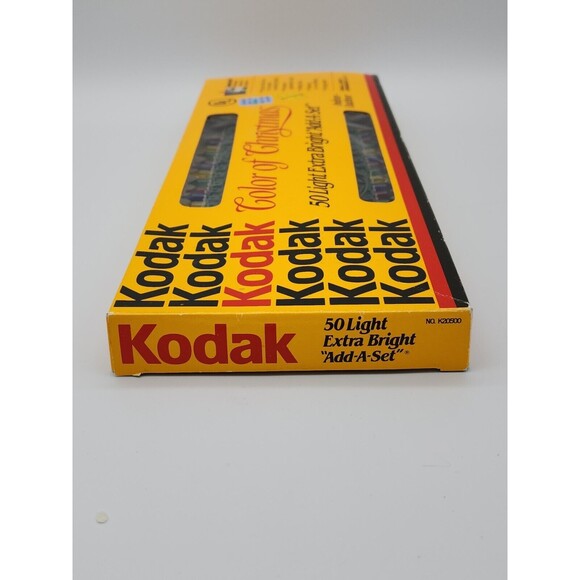 Color of Christmas
50 Light Extra Bright "Add-A-Set"
Kodak
Kodak
Kodak
Kodak
Kodak
Kodak
Kodak
50 Light
Extra Bright
"Add-A-Set"®
NO. K20500